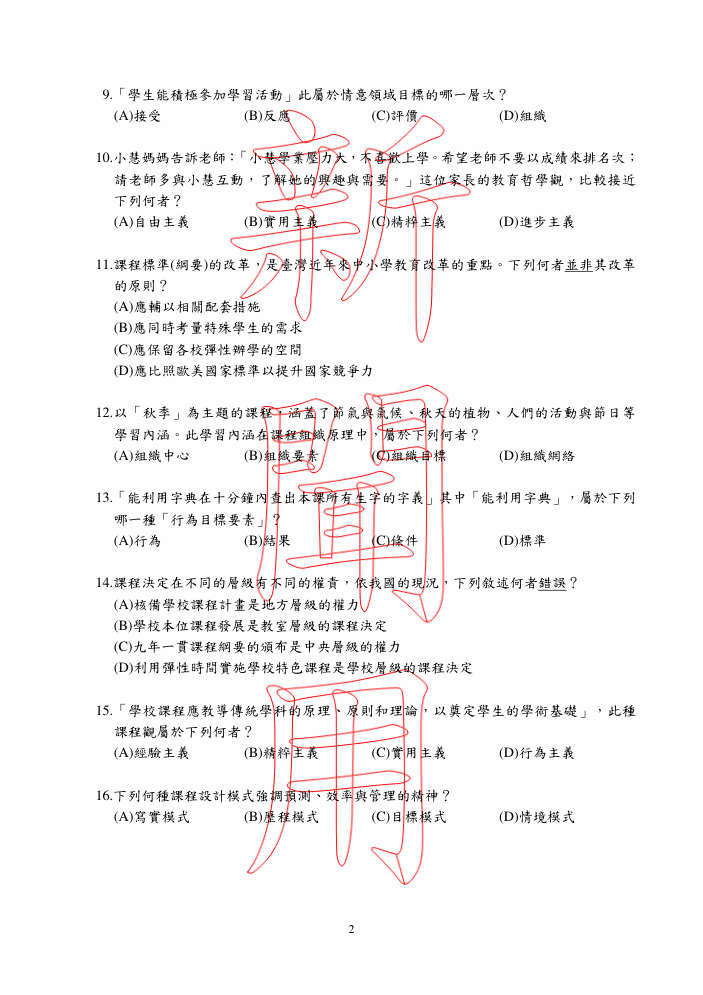 9.「學生能積極參加學習活動」此屬於情意領域目標的哪一層次？
(A)接受 (B)反應 (C)評價 (D)組織
10.小慧媽媽告訴老師：「小慧學業壓力大，不喜歡上學。希望老師不要以成績來排名次；
請老師多與小慧互動，了解她的興趣與需要。」這位家長的教育哲學觀，比較接近
下列何者？
(A)自由主義 (B)實用主義 (C)精粹主義 (D)進步主義
11.課程標準(綱要)的改革，是臺灣近年來中小學教育改革的重點。下列何者並非其改革
的原則？
(A)應輔以相關配套措施
(B)應同時考量特殊學生的需求
(C)應保留各校彈性辦學的空間
(D)應比照歐美國家標準以提升國家競爭力
12.以「秋季」為主題的課程，涵蓋了節氣與氣候、秋天的植物、人們的活動與節日等
學習內涵。此學習內涵在課程組織原理中，屬於下列何者？
(A)組織中心 (B)組織要素 (C)組織目標 (D)組織網絡
13.「能利用字典在十分鐘內查出本課所有生字的字義」其中「能利用字典」，屬於下列
哪一種「行為目標要素」？
(A)行為 (B)結果 (C)條件 (D)標準
14.課程決定在不同的層級有不同的權責，依我國的現況，下列敘述何者錯誤？
(A)核備學校課程計畫是地方層級的權力
(B)學校本位課程發展是教室層級的課程決定
(C)九年一貫課程綱要的頒布是中央層級的權力
(D)利用彈性時間實施學校特色課程是學校層級的課程決定
15.「學校課程應教導傳統學科的原理、原則和理論，以奠定學生的學術基礎」，此種
課程觀屬於下列何者？
(A)經驗主義 (B)精粹主義 (C)實用主義 (D)行為主義
16.下列何種課程設計模式強調預測、效率與管理的精神？
(A)寫實模式 (B)歷程模式 (C)目標模式 (D)情境模式
新
聞
用
2